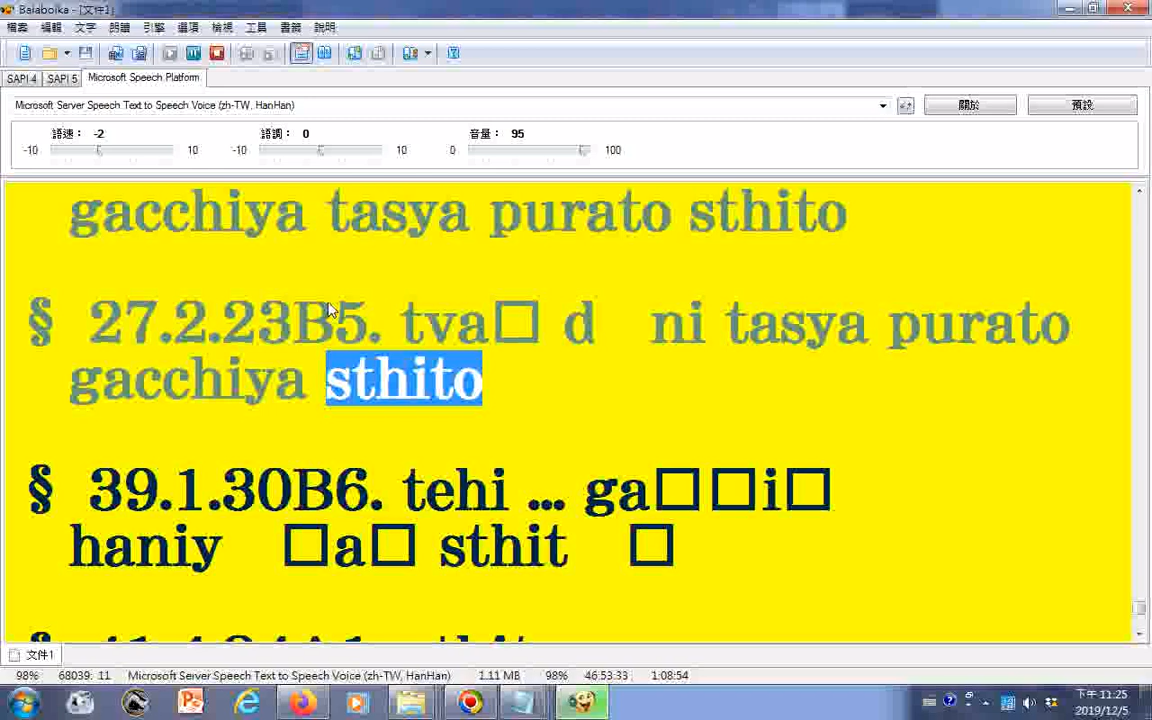 Balabolka - [文件1]
檔案 編輯 文字 朗讀 引擎 選項 檢視 工具 書籤 說明
SAPI 4 SAPI 5 Microsoft Speech Platform
Microsoft Server Speech Text to Speech Voice (zh-TW, HanHan) 關於 預設
語速： -2 語調： 0 音量： 95
-10 10 -10 10 0 100
gacchiya tasya purato sthito
§ 27.2.23B5. tva□ d ni tasya purato
gacchiya sthito
§ 39.1.30B6. tehi ... ga□□i□
haniy □a□ sthit □
文件1
98% 68039: 11 Microsoft Server Speech Text to Speech Voice (zh-TW, HanHan) 1.11 MB 98% 46:53.33 1:08:54
下午 11:25
2019/12/5